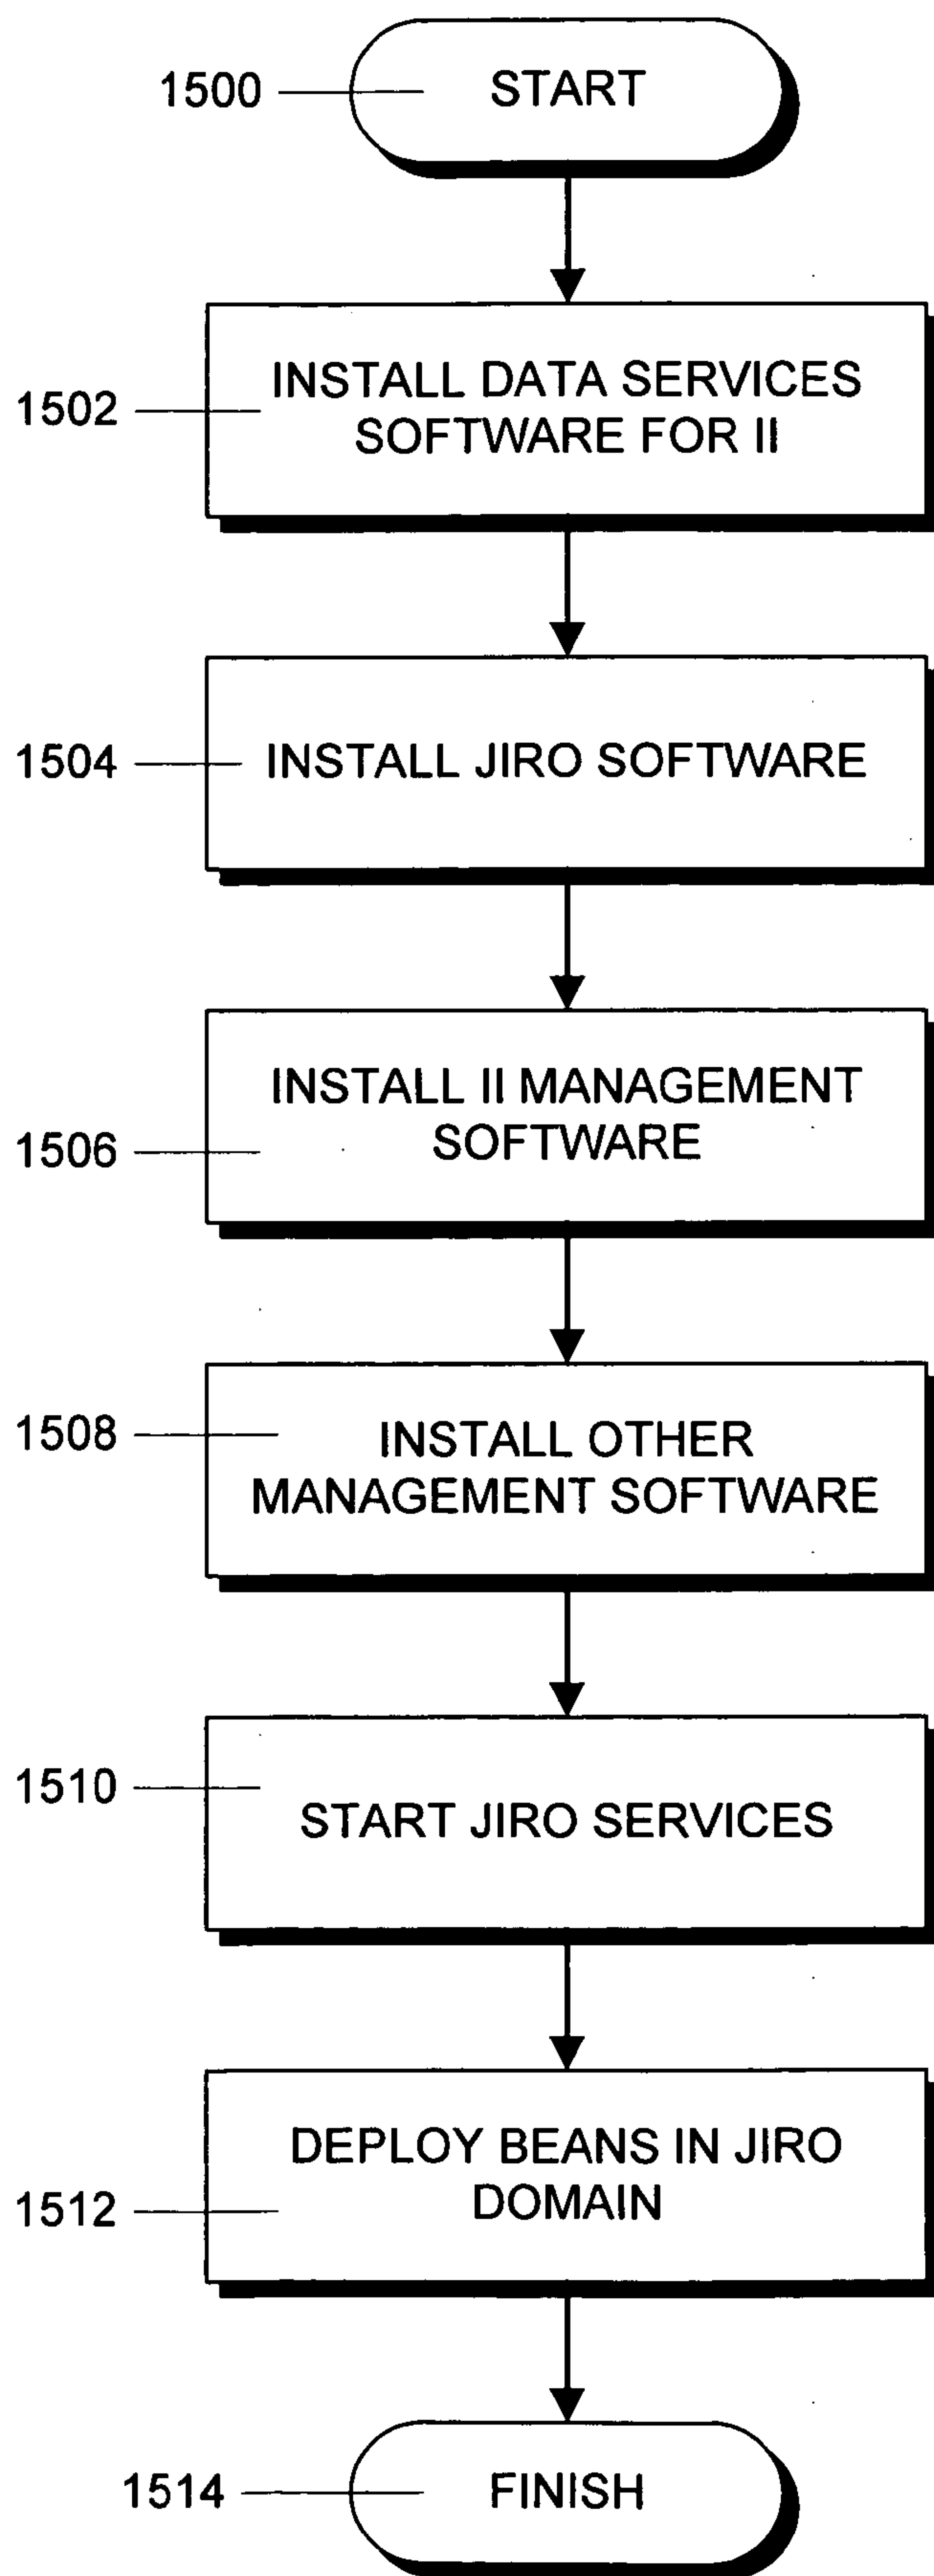 1500
START
1502
INSTALL DATA SERVICES
SOFTWARE FOR II
1504
INSTALL JIRO SOFTWARE
1506
INSTALL II MANAGEMENT
SOFTWARE
1508
INSTALL OTHER
MANAGEMENT SOFTWARE
1510
START JIRO SERVICES
1512
DEPLOY BEANS IN JIRO
DOMAIN
1514
FINISH